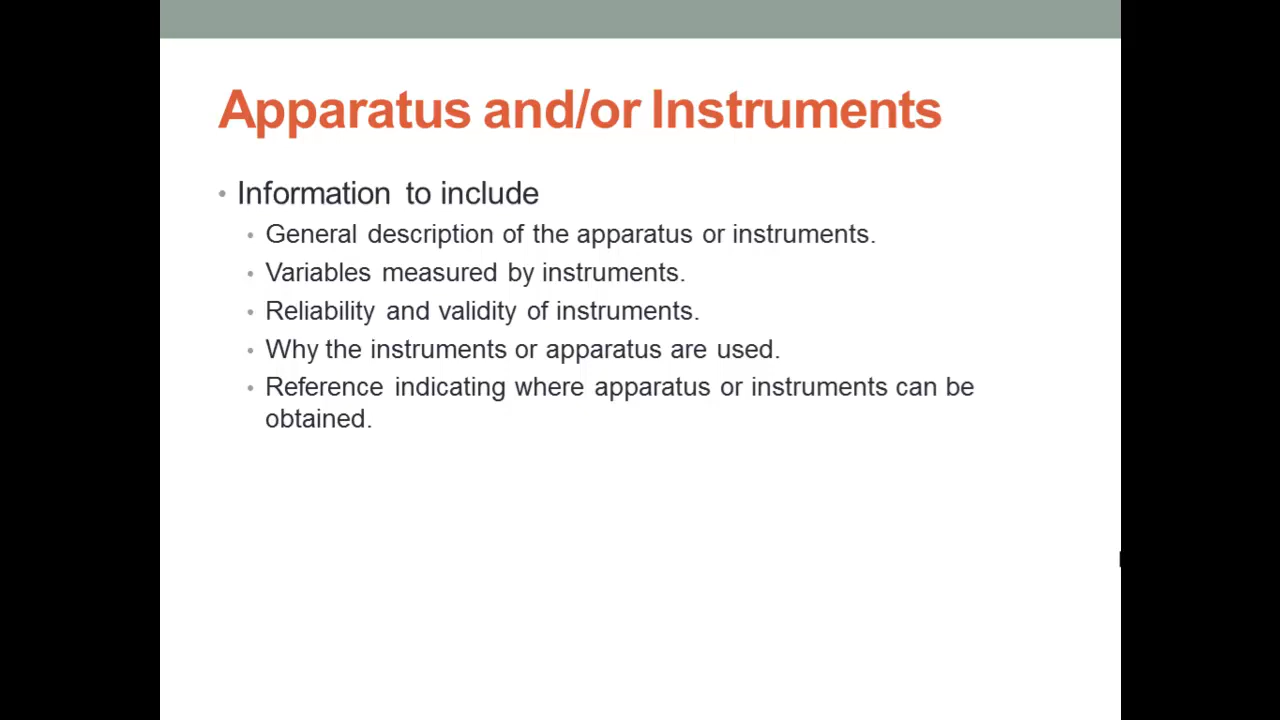 Apparatus and/or Instruments
• Information to include
• General description of the apparatus or instruments.
• Variables measured by instruments.
• Reliability and validity of instruments.
• Why the instruments or apparatus are used.
• Reference indicating where apparatus or instruments can be
obtained.